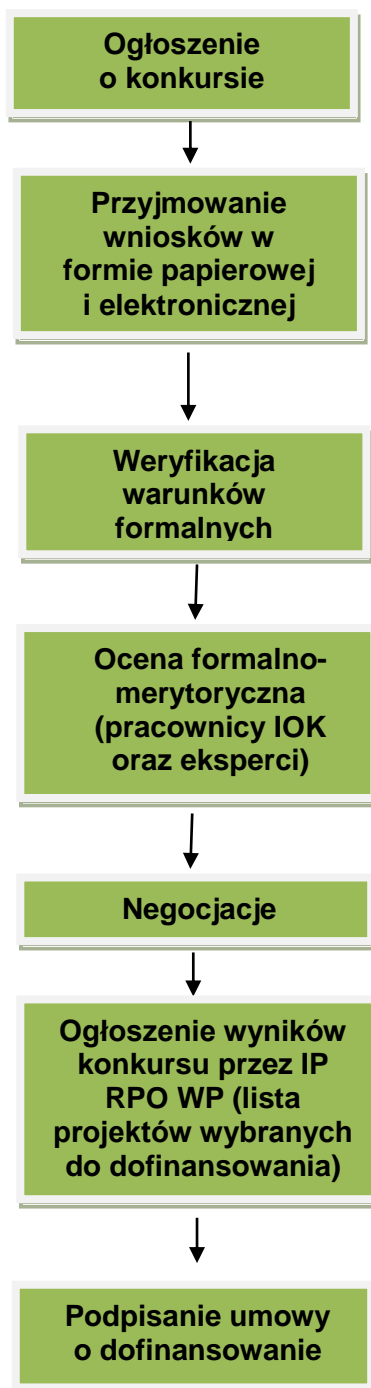 Ogłoszenie
o konkursie
Przyjmowanie
wniosków w
formie papierowej
i elektronicznej
Weryfikacja
warunków
formalnych
Ocena formalno-
merytoryczna
(pracownicy IOK
oraz eksperci)
Negocjacje
Ogłoszenie wyników
konkursu przez IP
RPO WP (lista
projektów wybranych
do dofinansowania)
Podpisanie umowy
o dofinansowanie